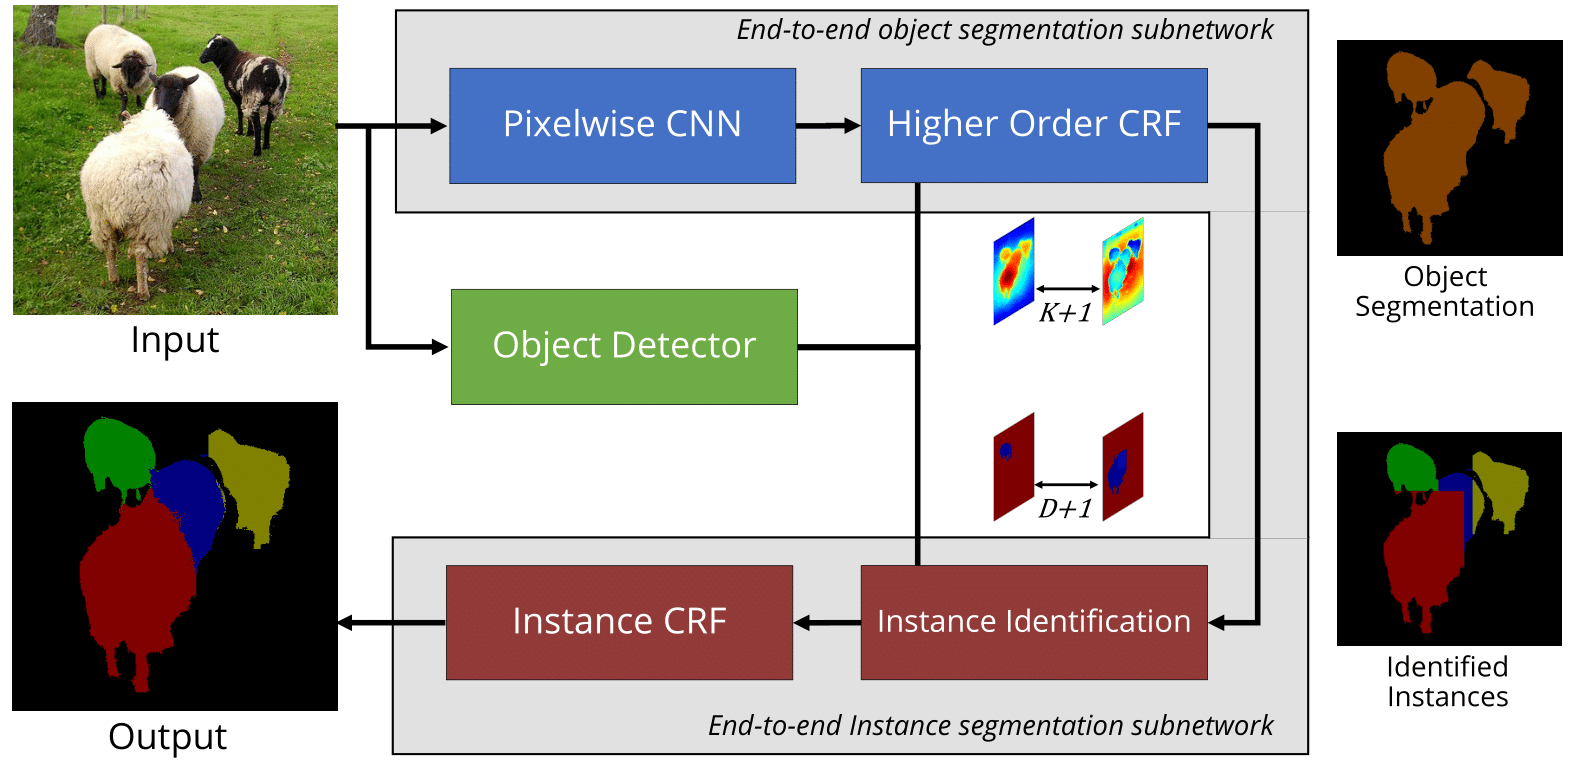 End-to-end object segmentation subnetwork
Pixelwise CNN
Higher Order CRF
Input
Object Detector
K+1
Object
Segmentation
D+1
Instance CRF
Instance Identification
Identified
Instances
Output
End-to-end Instance segmentation subnetwork